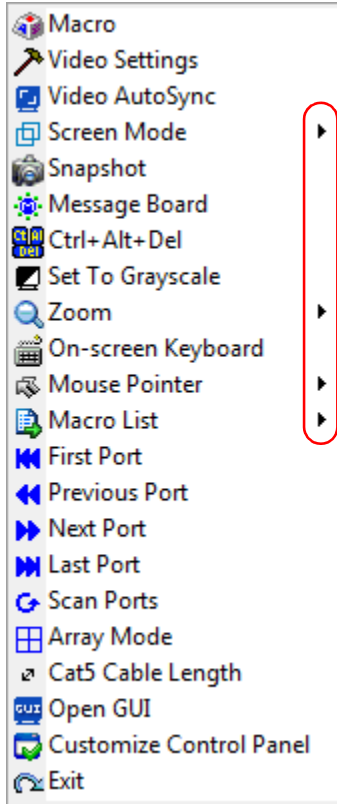 Macro
Video Settings
Video AutoSync
Screen Mode
Snapshot
Message Board
Ctrl+Alt+Del
Set To Grayscale
Zoom
On-screen Keyboard
Mouse Pointer
Macro List
First Port
Previous Port
Next Port
Last Port
Scan Ports
Array Mode
Cat5 Cable Length
GUI Open GUI
Customize Control Panel
Exit